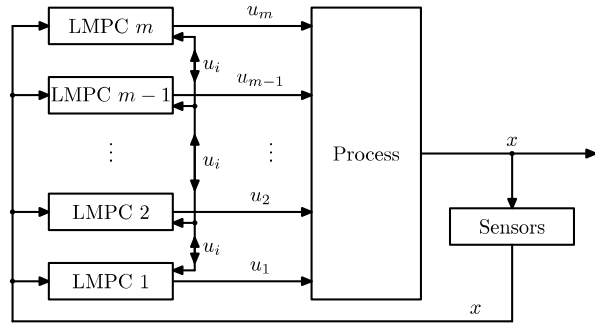 LMPC m
u_m
u_i
LMPC m − 1
u_{m−1}
⋮
u_i
⋮
Process
x
LMPC 2
u_2
Sensors
u_i
LMPC 1
u_1
x